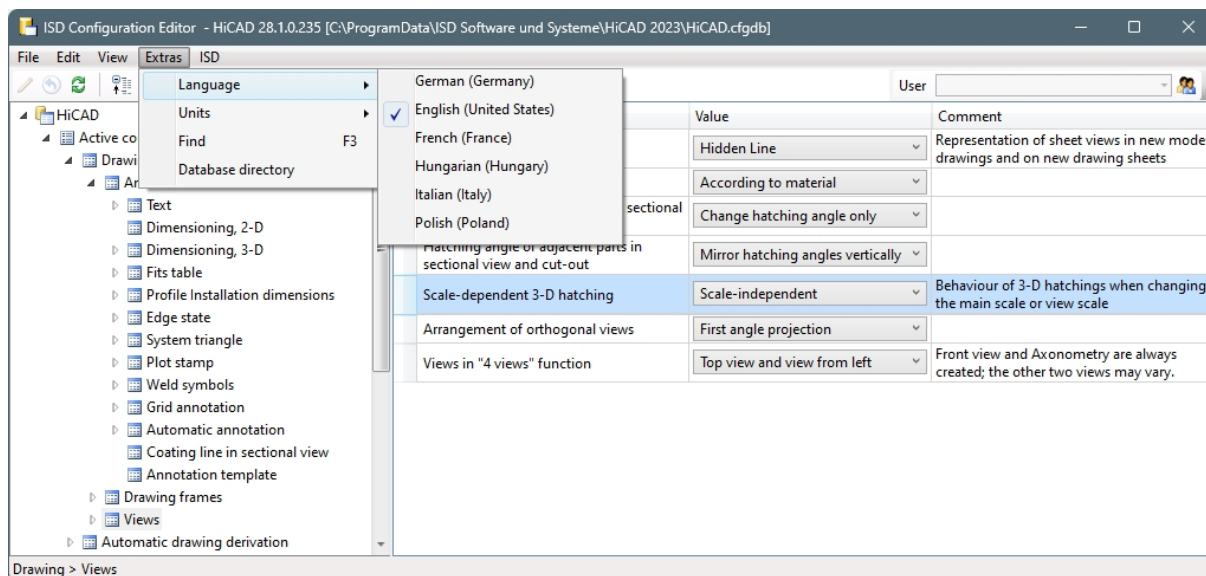 ISD Configuration Editor - HiCAD 28.1.0.235 [C:\ProgramData\ISD Software und Systeme\HiCAD 2023\HiCAD.cfgdb]
File Edit View Extras ISD
User
Language
Units
Find F3
Database directory
German (Germany)
English (United States)
French (France)
Hungarian (Hungary)
Italian (Italy)
Polish (Poland)
HiCAD
Active co
Drawi
An
Text
Dimensioning, 2-D
Dimensioning, 3-D
Fits table
Profile Installation dimensions
Edge state
System triangle
Plot stamp
Weld symbols
Grid annotation
Automatic annotation
Coating line in sectional view
Annotation template
Drawing frames
Views
Automatic drawing derivation
Value Comment
Hidden Line
Representation of sheet views in new mode
drawings and on new drawing sheets
According to material
sectional
Change hatching angle only
Hatching angle of adjacent parts in
sectional view and cut-out
Mirror hatching angles vertically
Scale-dependent 3-D hatching
Scale-independent
Behaviour of 3-D hatchings when changing
the main scale or view scale
Arrangement of orthogonal views
First angle projection
Views in "4 views" function
Top view and view from left
Front view and Axonometry are always
created; the other two views may vary.
Drawing > Views